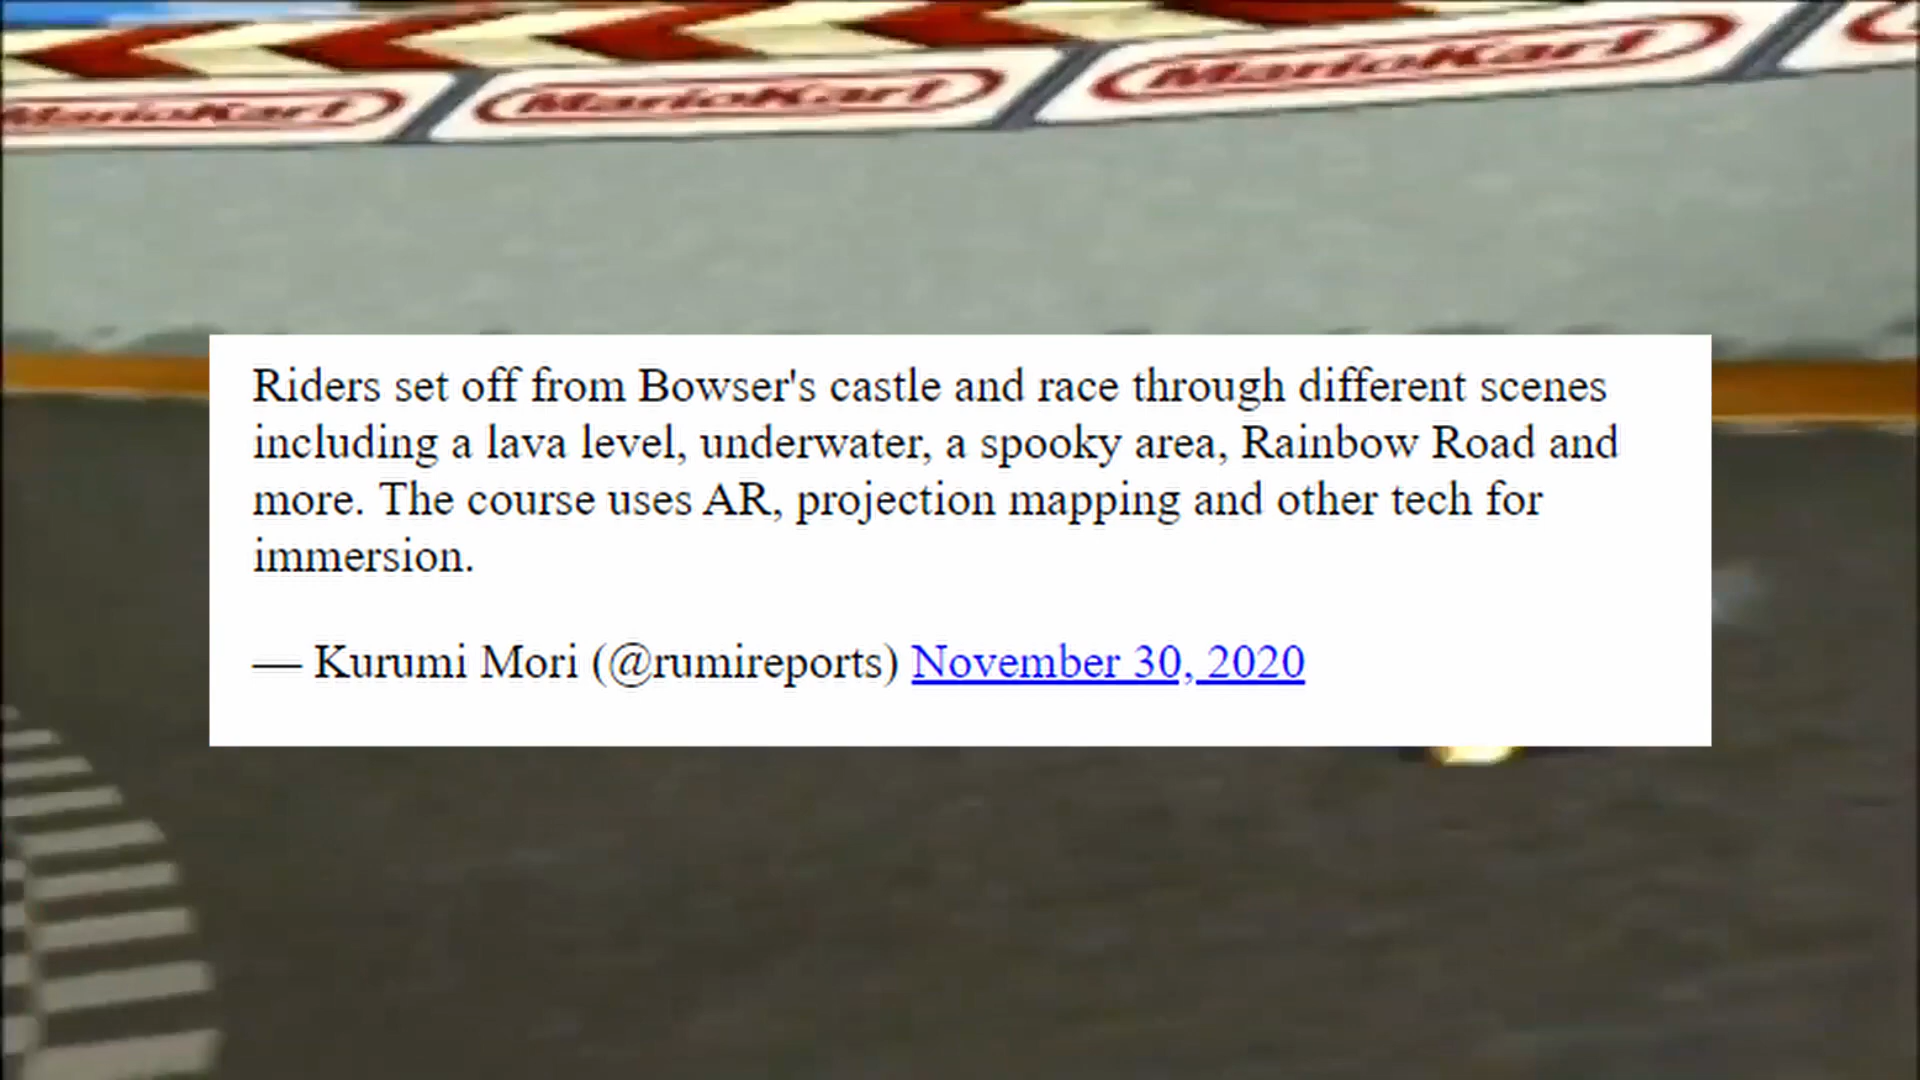 MarioKart MarioKart MarioKart
Riders set off from Bowser's castle and race through different scenes
including a lava level, underwater, a spooky area, Rainbow Road and
more. The course uses AR, projection mapping and other tech for
immersion.
— Kurumi Mori (@rumireports) November 30, 2020